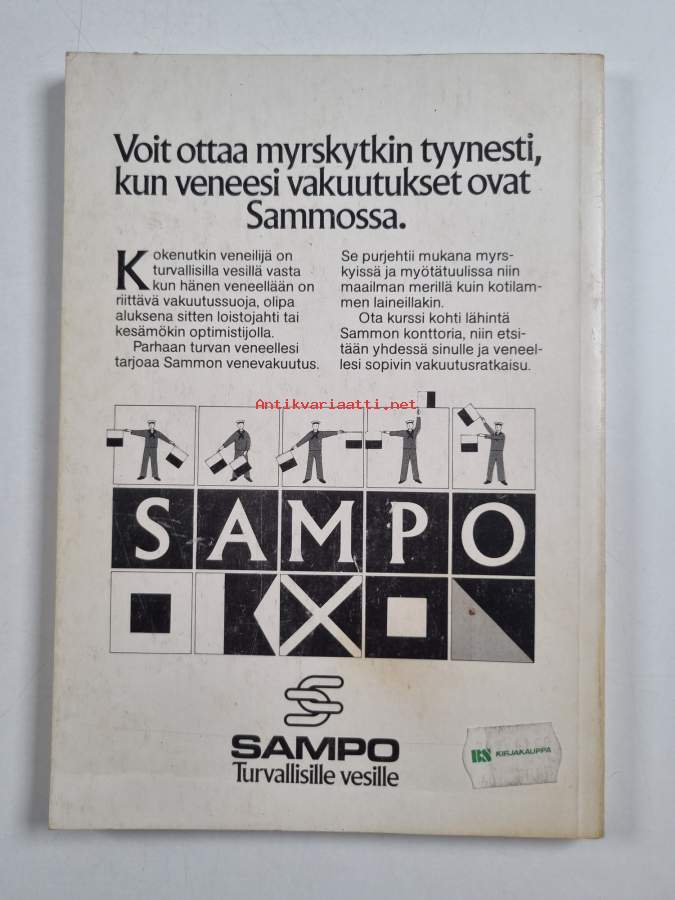 Voit ottaa myrskytkin tyynesti,
kun veneesi vakuutukset ovat
Sammossa.
Kokenutkin veneilijä on
turvallisilla vesillä vasta
kun hänen veneellään on
riittävä vakuutussuoja, olipa
aluksena sitten loistojahti tai
kesämökin optimistijolla.
Parhaan turvan veneellesi
tarjoaa Sammon venevakuutus.
Se purjehtii mukana myrs-
kyissä ja myötätuulissa niin
maailman merillä kuin kotilam-
men laineillakin.
Ota kurssi kohti lähintä
Sammon konttoria, niin etsi-
tään yhdessä sinulle ja veneel-
lesi sopivin vakuutusratkaisu.
Antikvariaatti.net
SAMPO
SAMPO
Turvallisille vesille
KIRJAKAUPPA